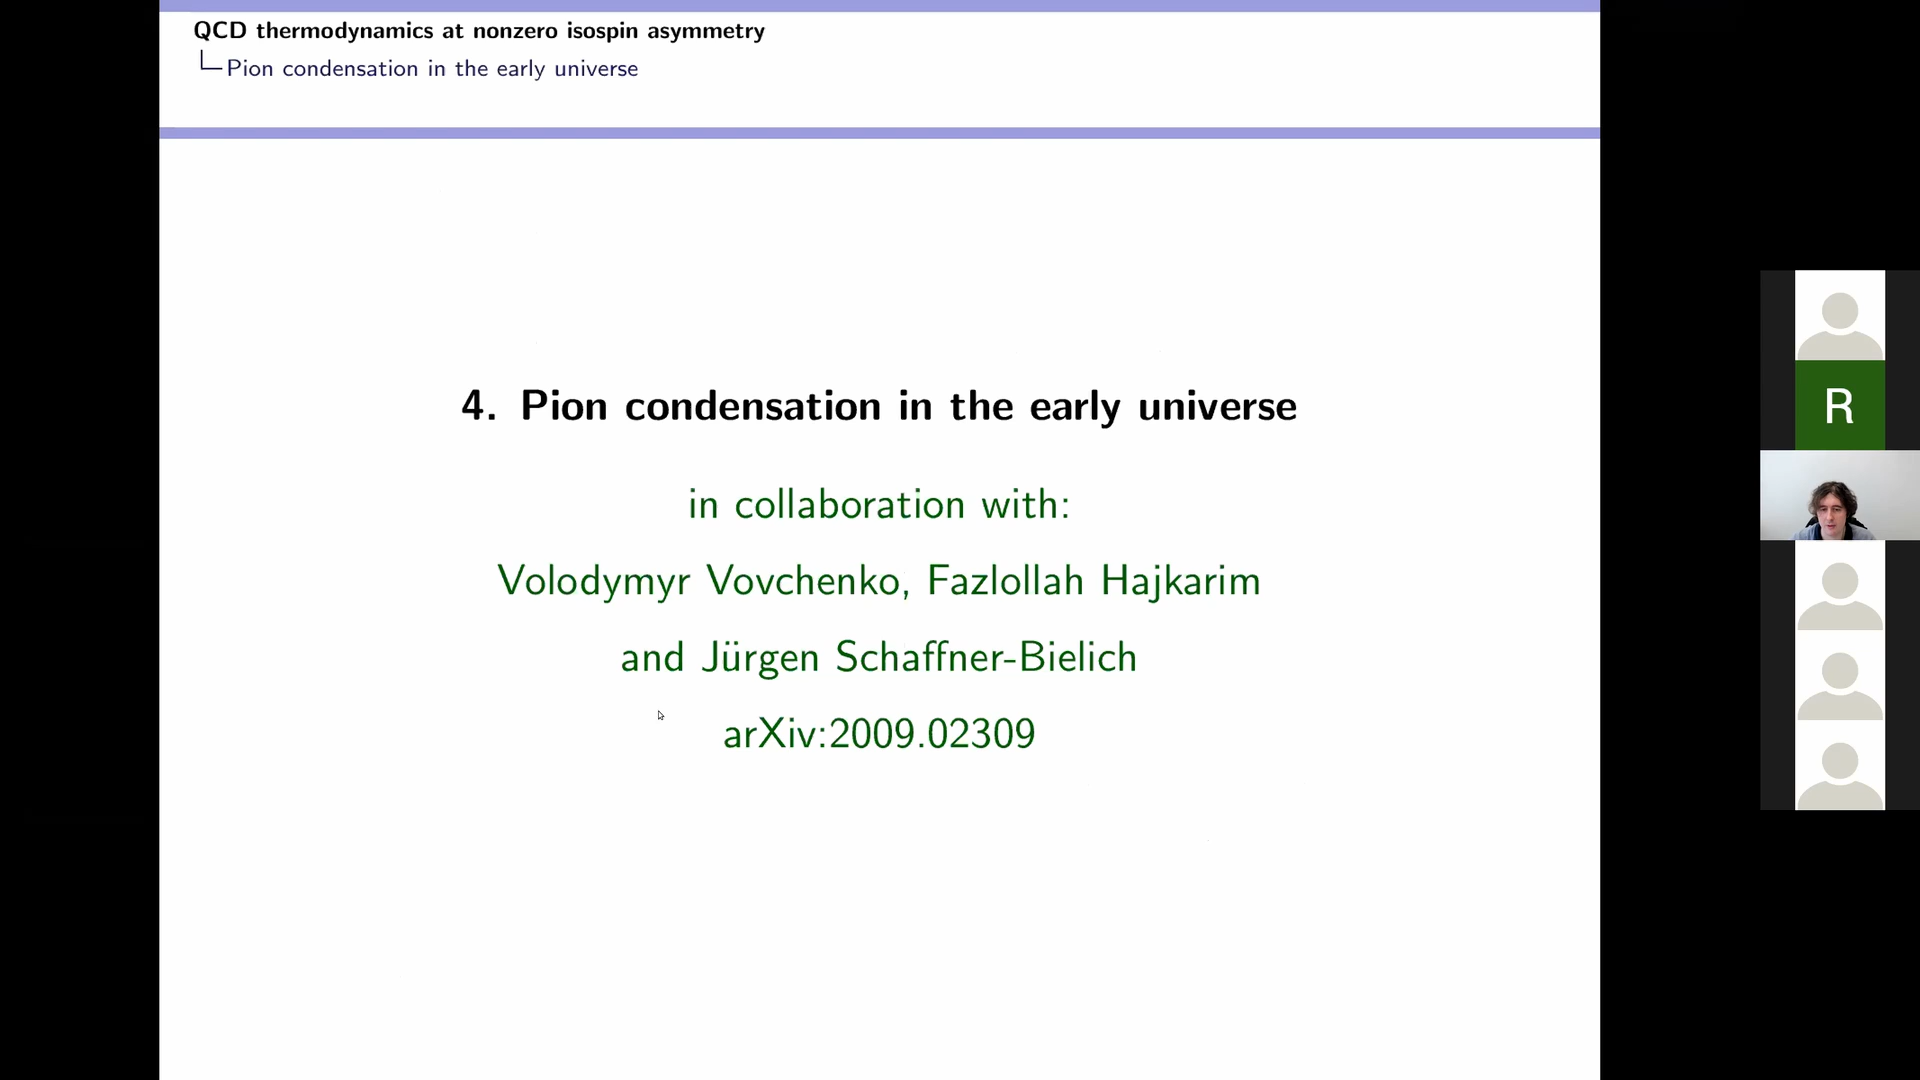 QCD thermodynamics at nonzero isospin asymmetry
Pion condensation in the early universe
4. Pion condensation in the early universe
in collaboration with:
Volodymyr Vovchenko, Fazlollah Hajkarim
and Jürgen Schaffner-Bielich
arXiv:2009.02309
R